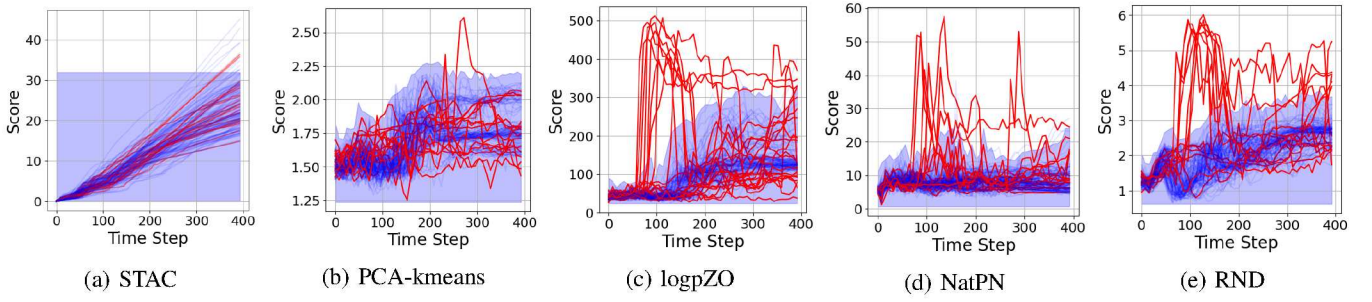 40
30
20
10
0
Score
0 100 200 300 400
Time Step
(a) STAC
2.50
2.25
2.00
1.75
1.50
1.25
Score
0 100 200 300 400
Time Step
(b) PCA-kmeans
500
400
300
200
100
0
Score
0 100 200 300 400
Time Step
(c) logpZO
60
50
40
30
20
10
0
Score
0 100 200 300 400
Time Step
(d) NatPN
6
5
4
3
2
1
Score
0 100 200 300 400
Time Step
(e) RND